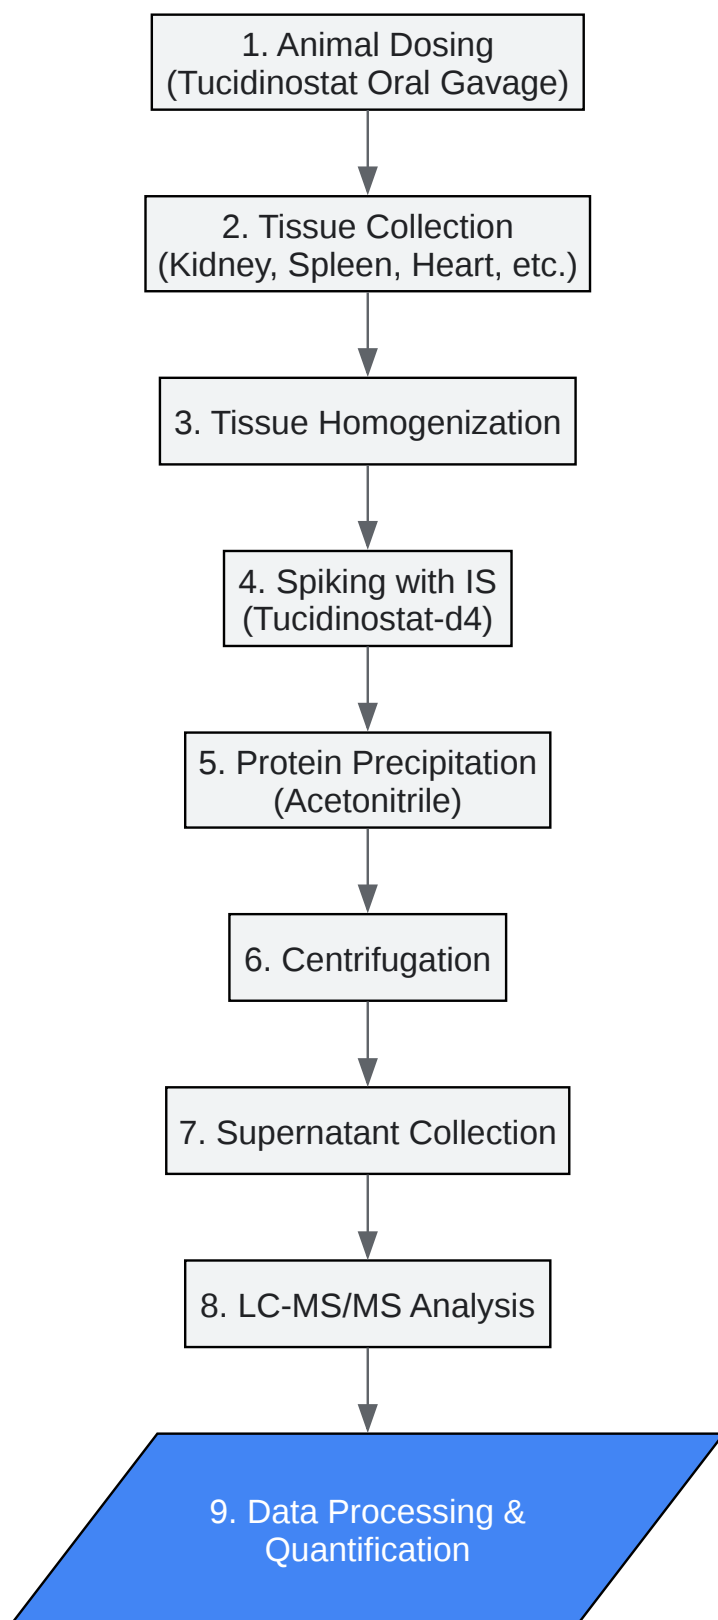 1. Animal Dosing
(Tucidinostat Oral Gavage)
2. Tissue Collection
(Kidney, Spleen, Heart, etc.)
3. Tissue Homogenization
4. Spiking with IS
(Tucidinostat-d4)
5. Protein Precipitation
(Acetonitrile)
6. Centrifugation
7. Supernatant Collection
8. LC-MS/MS Analysis
9. Data Processing &
Quantification